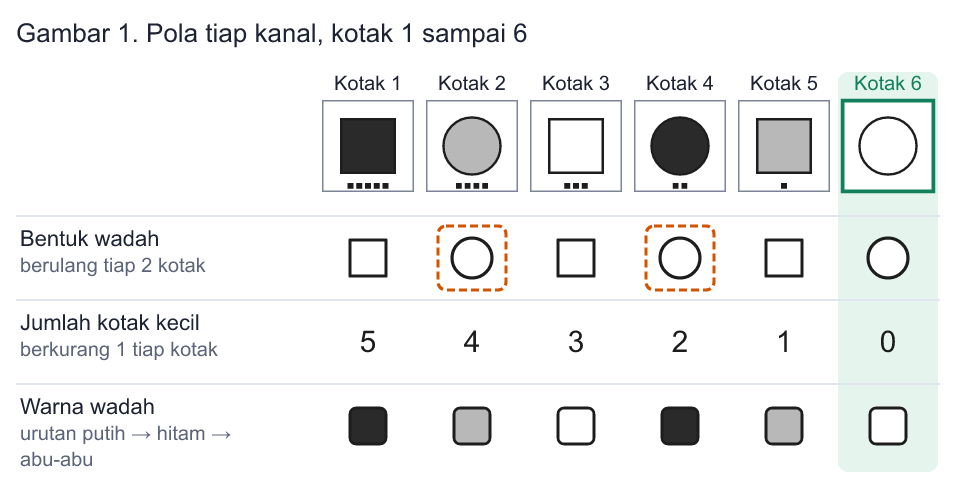 Gambar 1. Pola tiap kanal, kotak 1 sampai 6
Kotak 1 Kotak 2 Kotak 3 Kotak 4 Kotak 5 Kotak 6
Bentuk wadah
berulang tiap 2 kotak
Jumlah kotak kecil
berkurang 1 tiap kotak
5 4 3 2 1 0
Warna wadah
urutan putih → hitam →
abu-abu